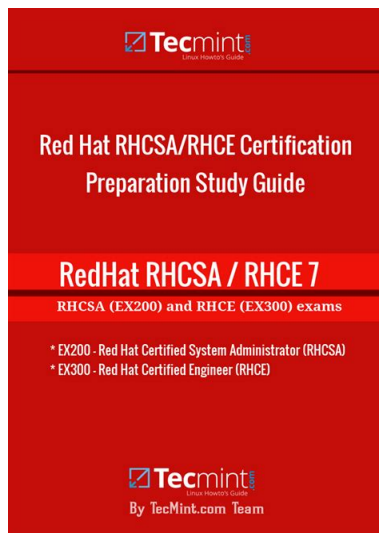 Tecmint.com
Linux Howto's Guide
Red Hat RHCSA/RHCE Certification
Preparation Study Guide
RedHat RHCSA / RHCE 7
RHCSA (EX200) and RHCE (EX300) exams
* EX200 - Red Hat Certified System Administrator (RHCSA)
* EX300 - Red Hat Certified Engineer (RHCE)
Tecmint.com
Linux Howto's Guide
By TecMint.com Team